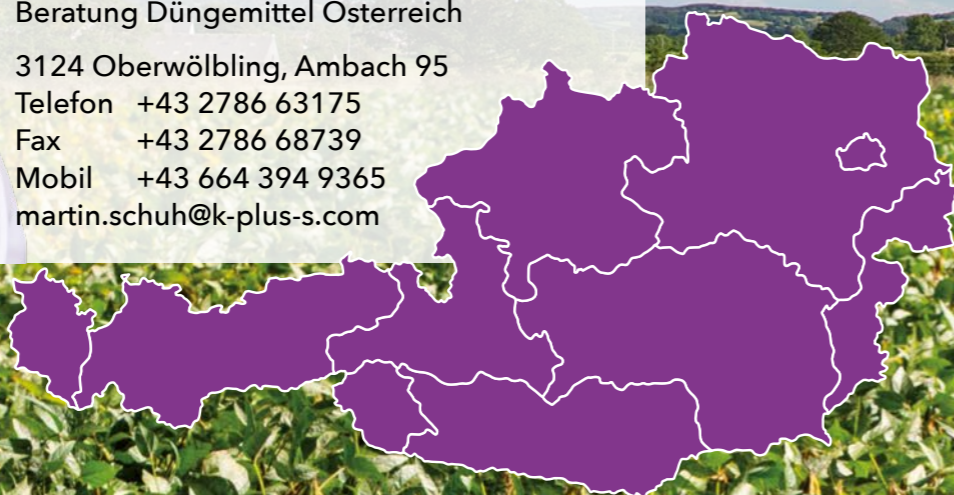 Beratung Düngemittel Österreich
3124 Oberwölbling, Ambach 95
Telefon +43 2786 63175
Fax +43 2786 68739
Mobil +43 664 394 9365
martin.schuh@k-plus-s.com